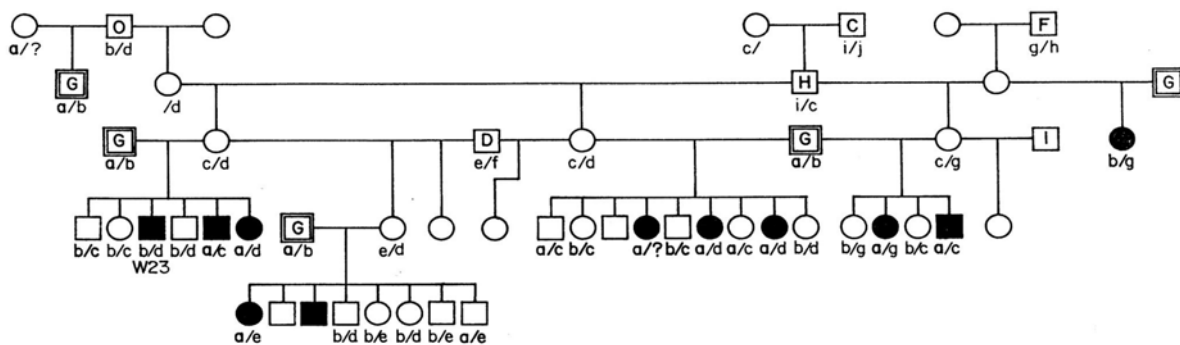 O C F
a/? b/d c/ i/j g/h
G H G
a/b /d i/c
G D G I
a/b c/d e/f c/d a/b c/g b/g
b/c b/c b/d b/d a/c a/d G a/c b/c a/? b/c a/d a/c a/d b/d b/g a/g b/c a/c
W23 a/b e/d
a/e b/d b/e b/d b/e a/e